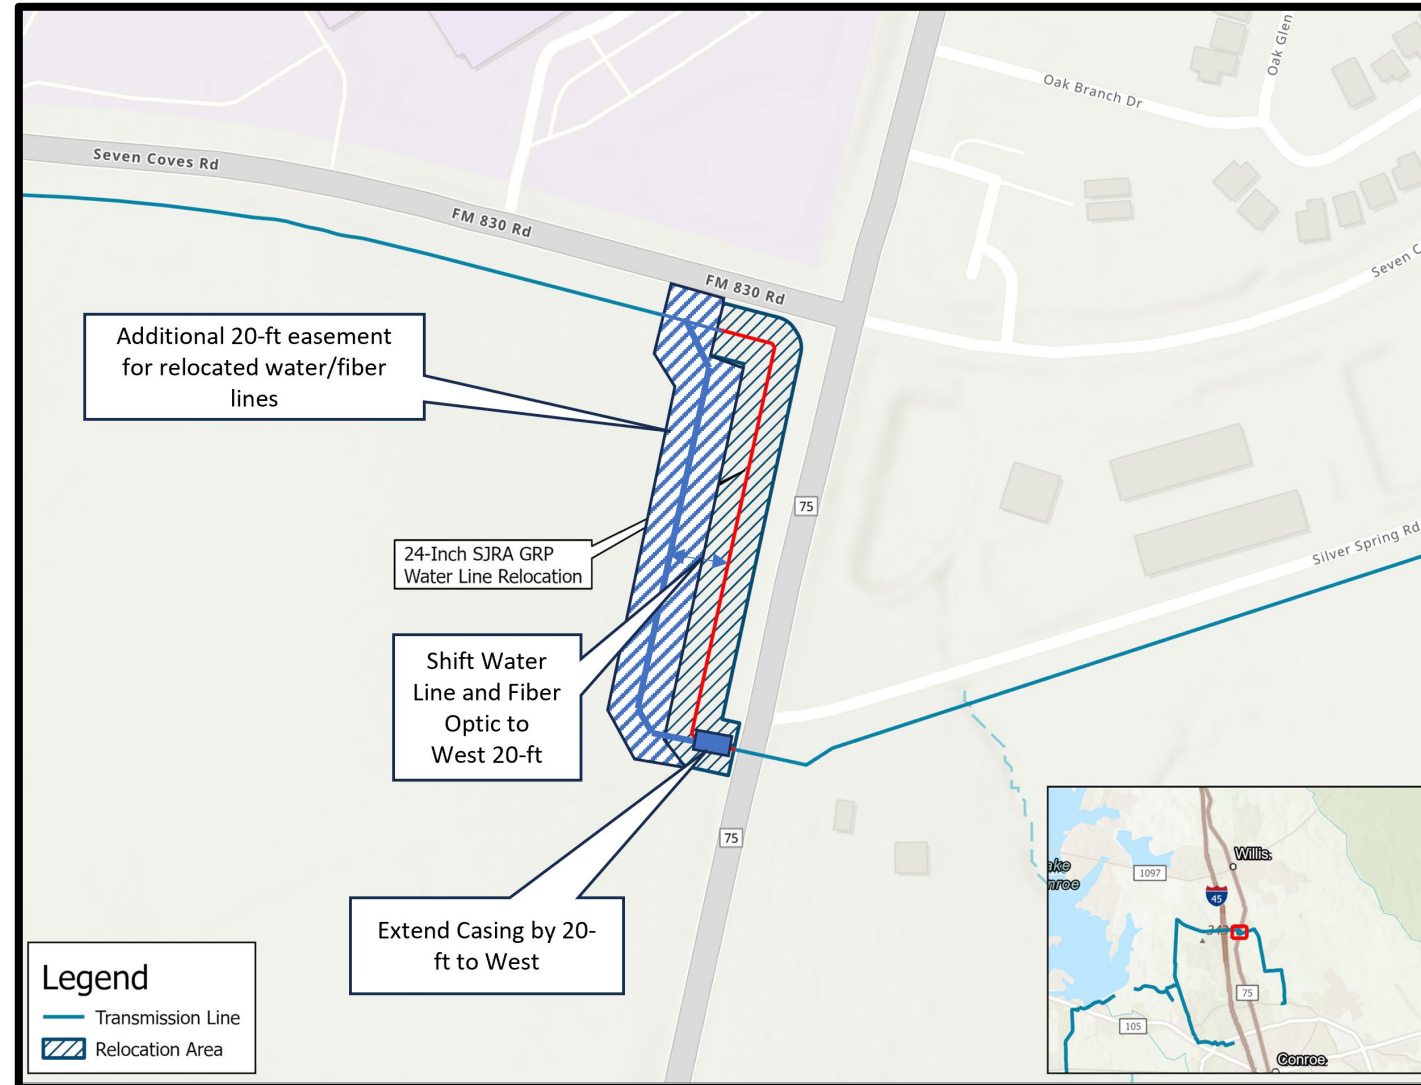 Oak Glen
Oak Branch Dr
Seven Coves Rd
FM 830 Rd
Seven C
FM 830 Rd
Additional 20-ft easement
for relocated water/fiber
lines
75
24-Inch SJRA GRP
Water Line Relocation
Silver Spring Rd
Shift Water
Line and Fiber
Optic to
West 20-ft
75
Extend Casing by 20-
ft to West
Legend
Transmission Line
Relocation Area
Willis
ake
nroe
1097
45
75
105
Conroe